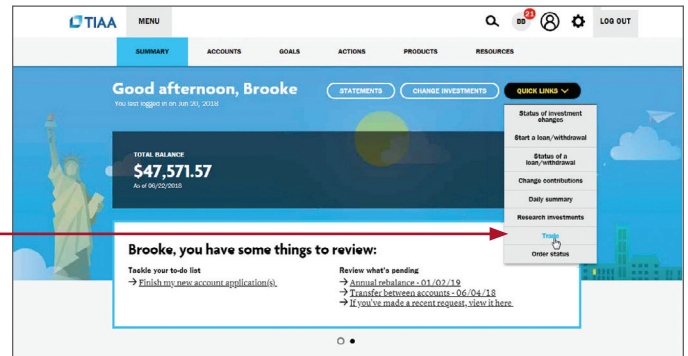 TIAA MENU 21 BB LOG OUT
SUMMARY ACCOUNTS GOALS ACTIONS PRODUCTS RESOURCES
Good afternoon, Brooke
STATEMENTS CHANGE INVESTMENTS QUICK LINKS
You last logged in on Jun 20, 2018
Status of investment
changes
Start a loan/withdrawal
Status of a
loan/withdrawal
Change contributions
Daily summary
Research investments
Trade
Order status
TOTAL BALANCE
$47,571.57
As of 06/22/2018
Brooke, you have some things to review:
Tackle your to-do list
→ Finish my new account application(s)
Review what's pending
→ Annual rebalance - 01/02/19
→ Transfer between accounts - 06/04/18
→ If you've made a recent request, view it here